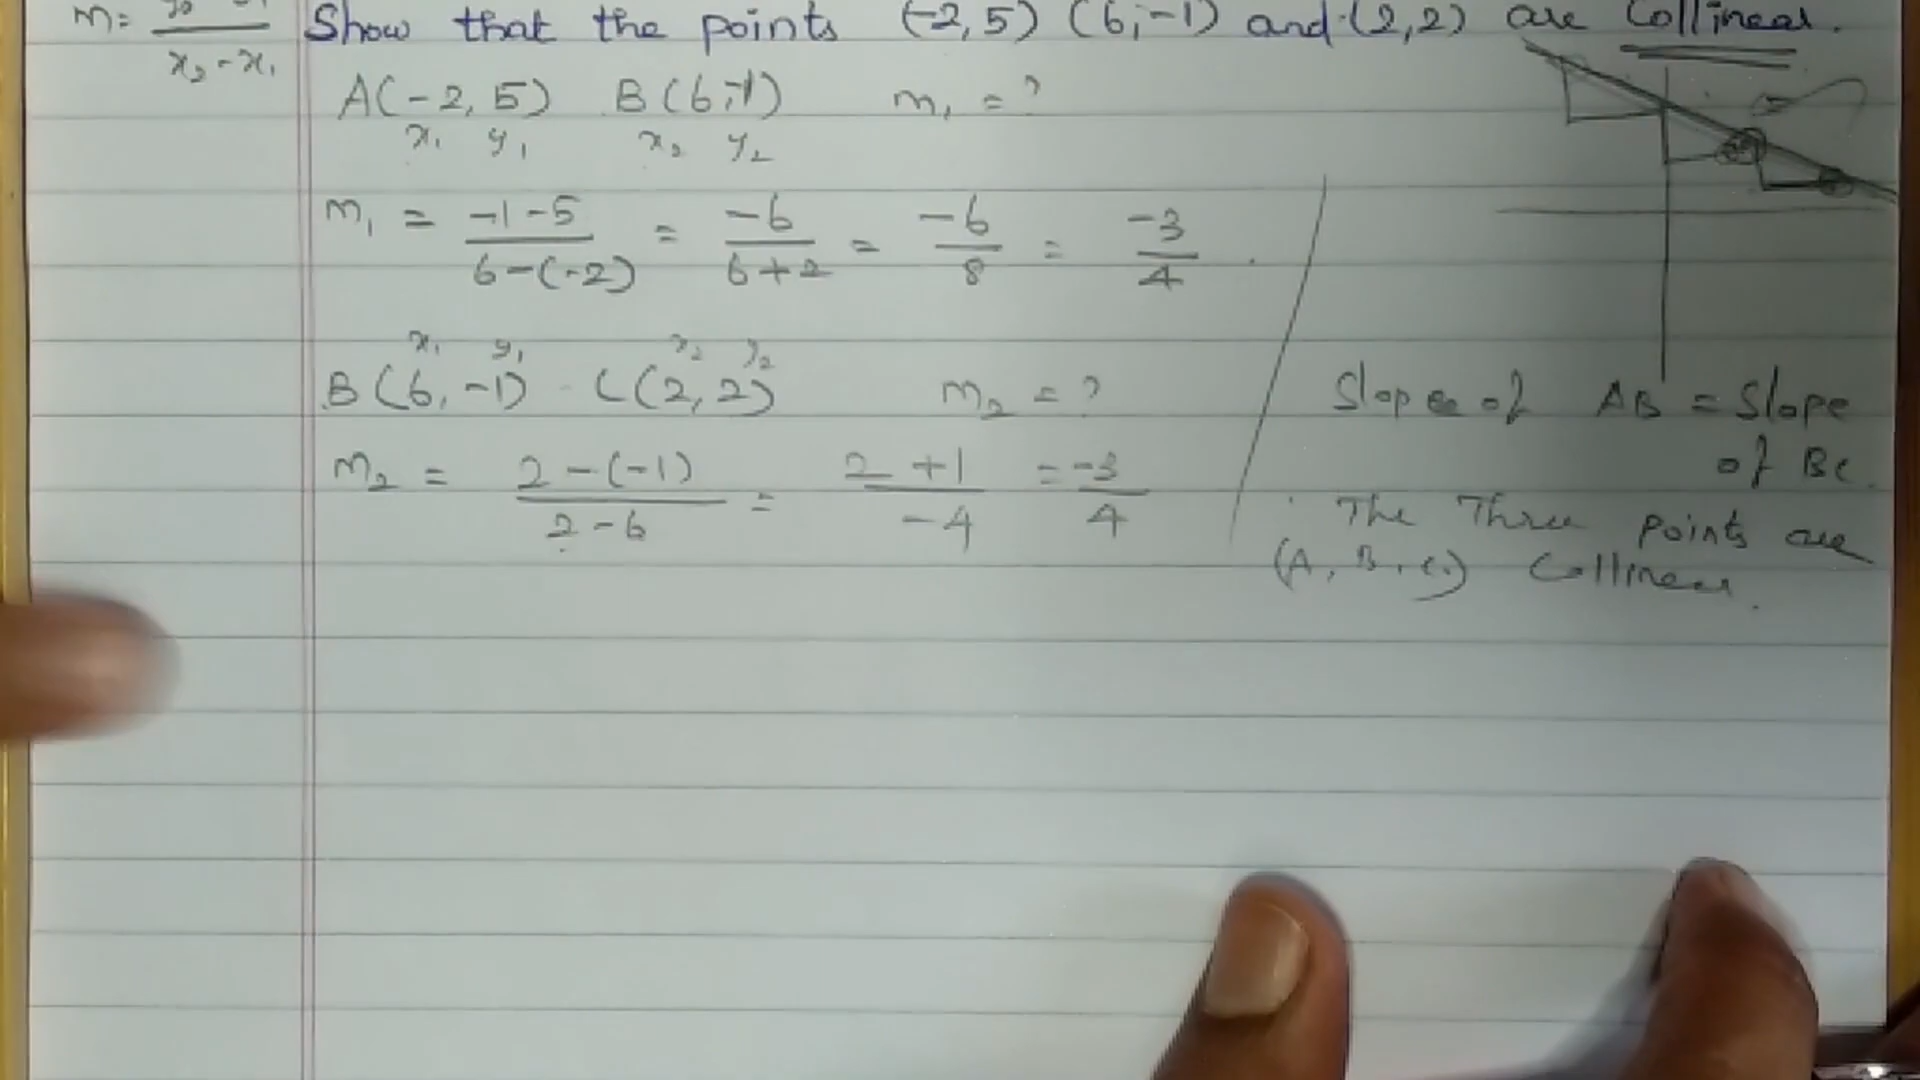 m = y2 - y1 / x2 - x1
Show that the points (-2,5) (6,-1) and (2,2) are Collinear.
A(-2, 5) B(6,-1) m1 = ?
x1 y1 x2 y2
m1 = -1-5 / 6-(-2) = -6 / 6+2 = -6 / 8 = -3 / 4
x1 y1 x2 y2
B(6, -1) C(2, 2) m2 = ?
m2 = 2-(-1) / 2-6 = 2+1 / -4 = -3 / 4
Slope of AB = Slope
of BC.
The Three points are
(A, B, C) Collinear.